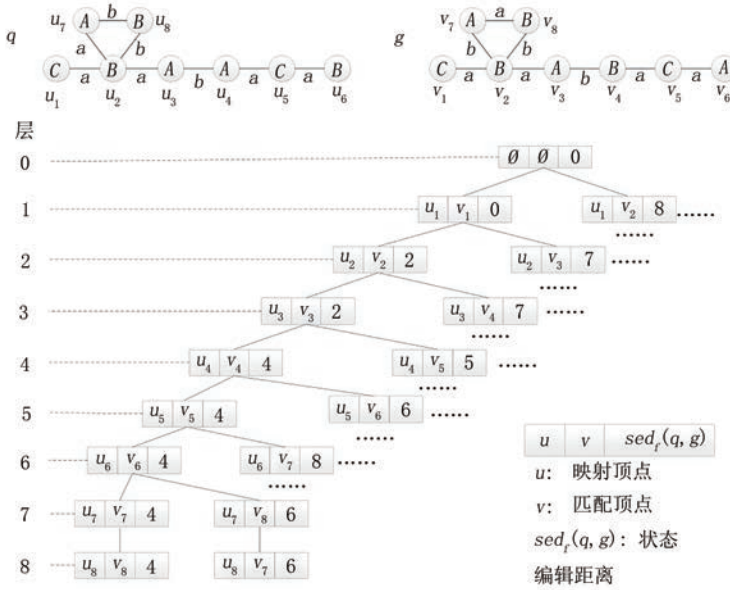 q
u₇ A b B u₈
a b
C a B a A b A a C a B
u₁ u₂ u₃ u₄ u₅ u₆
g
v₇ A a B v₈
b b
C a B a A b B a C a A
v₁ v₂ v₃ v₄ v₅ v₆
层
0 Ø Ø 0
1 u₁ v₁ 0 u₁ v₂ 8 ······
······
2 u₂ v₂ 2 u₂ v₃ 7 ······
······
3 u₃ v₃ 2 u₃ v₄ 7 ······
······
4 u₄ v₄ 4 u₄ v₅ 5 ······
······
5 u₅ v₅ 4 u₅ v₆ 6 ······
······
6 u₆ v₆ 4 u₆ v₇ 8 ······
······
7 u₇ v₇ 4 u₇ v₈ 6
8 u₈ v₈ 4 u₈ v₇ 6
u v sedf(q, g)
u: 映射顶点
v: 匹配顶点
sedf(q, g): 状态
编辑距离